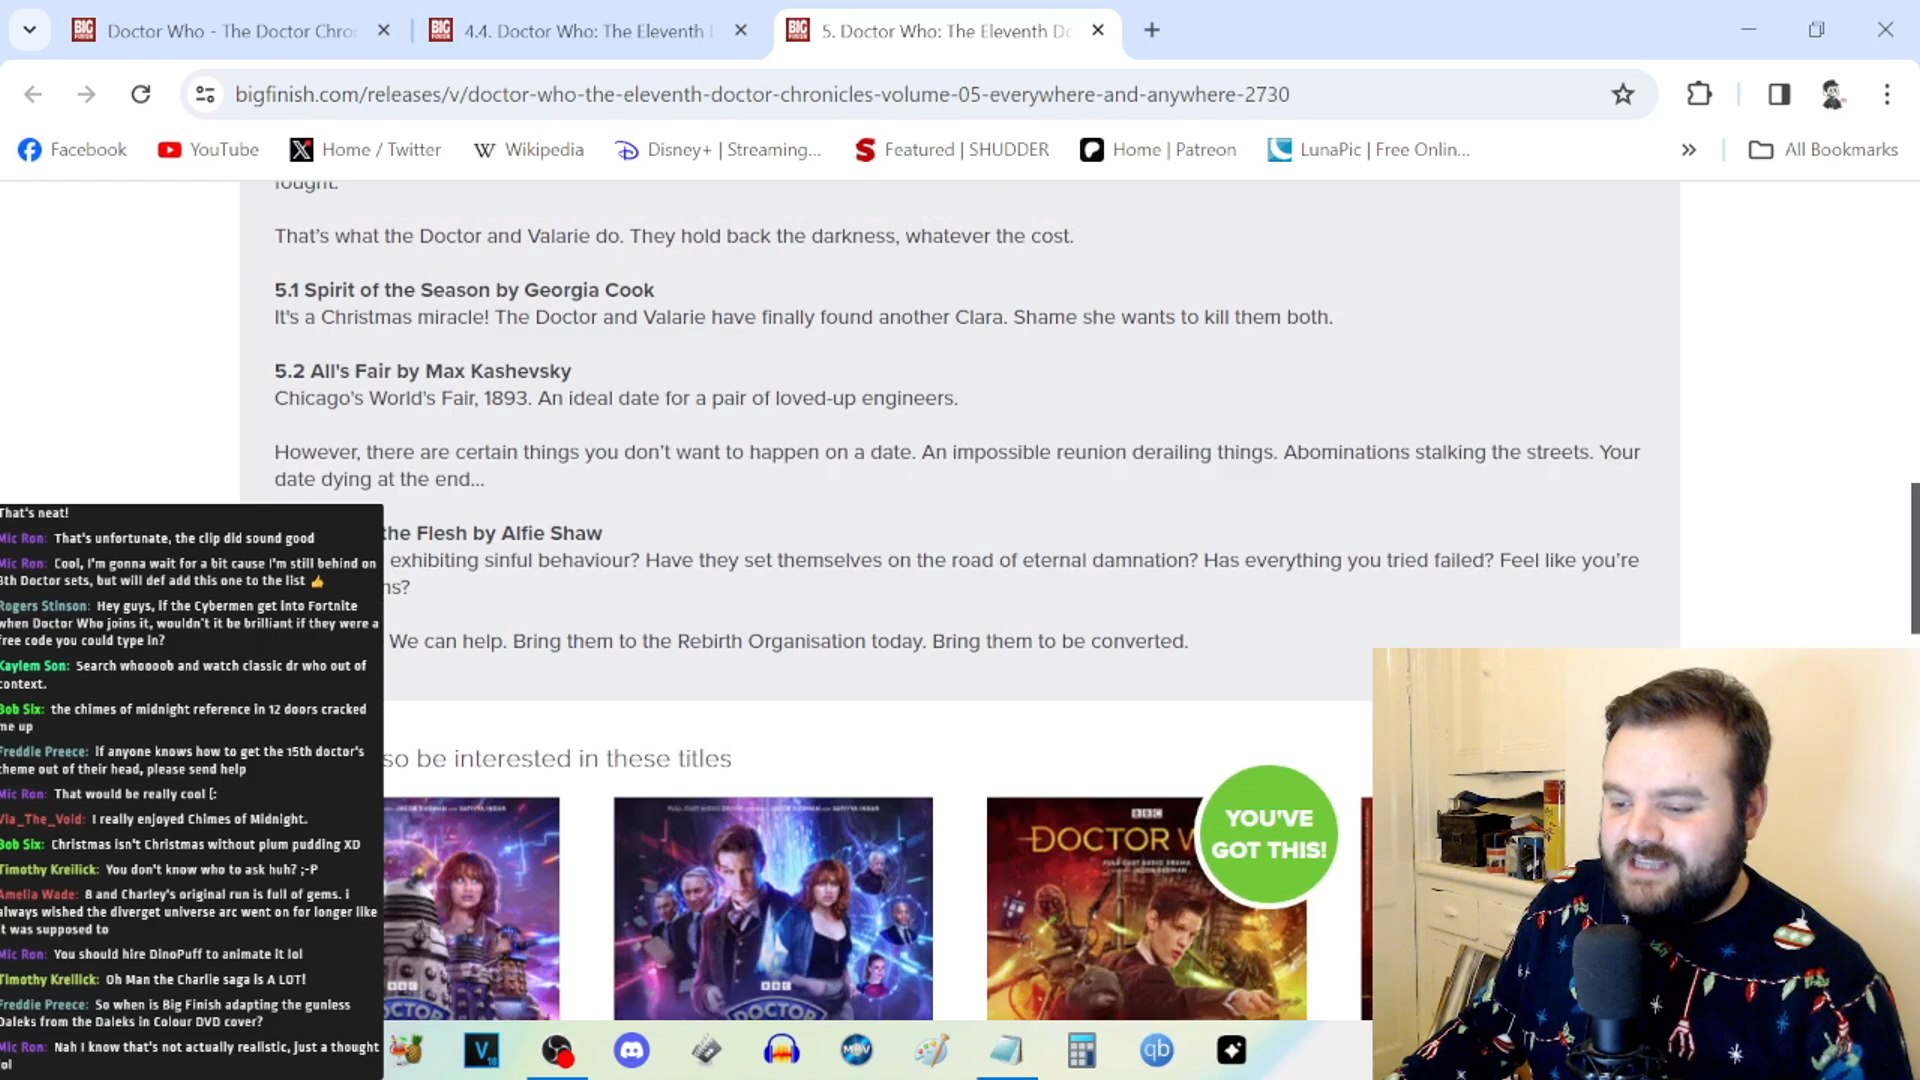 Doctor Who - The Doctor Chro
4.4. Doctor Who: The Eleventh
5. Doctor Who: The Eleventh Do
bigfinish.com/releases/v/doctor-who-the-eleventh-doctor-chronicles-volume-05-everywhere-and-anywhere-2730
Facebook
YouTube
Home / Twitter
Wikipedia
Disney+ | Streaming...
Featured | SHUDDER
Home | Patreon
LunaPic | Free Onlin...
All Bookmarks
fought.
That's what the Doctor and Valarie do. They hold back the darkness, whatever the cost.
5.1 Spirit of the Season by Georgia Cook
It's a Christmas miracle! The Doctor and Valarie have finally found another Clara. Shame she wants to kill them both.
5.2 All's Fair by Max Kashevsky
Chicago's World's Fair, 1893. An ideal date for a pair of loved-up engineers.
However, there are certain things you don't want to happen on a date. An impossible reunion derailing things. Abominations stalking the streets. Your
date dying at the end...
the Flesh by Alfie Shaw
exhibiting sinful behaviour? Have they set themselves on the road of eternal damnation? Has everything you tried failed? Feel like you're
ns?
We can help. Bring them to the Rebirth Organisation today. Bring them to be converted.
so be interested in these titles
YOU'VE
GOT THIS!
BBC
DOCTOR W
BBC
DOCTOR
BBC
DOCTOR
That's neat!
Mic Ron: That's unfortunate, the clip did sound good
Mic Ron: Cool, I'm gonna wait for a bit cause I'm still behind on
8th Doctor sets, but will def add this one to the list 👍
Rogers Stinson: Hey guys, if the Cybermen get into Fortnite
when Doctor Who joins it, wouldn't it be brilliant if they were a
free code you could type in?
Kaylem Son: Search whoooob and watch classic dr who out of
context.
Bob Six: the chimes of midnight reference in 12 doors cracked
me up
Freddie Preece: If anyone knows how to get the 15th doctor's
theme out of their head, please send help
Mic Ron: That would be really cool [:
Via_The_Void: I really enjoyed Chimes of Midnight.
Bob Six: Christmas isn't Christmas without plum pudding XD
Timothy Kreilick: You don't know who to ask huh? ;-P
Amelia Wade: 8 and Charley's original run is full of gems. i
always wished the diverget universe arc went on for longer like
it was supposed to
Mic Ron: You should hire DinoPuff to animate it lol
Timothy Kreilick: Oh Man the Charlie saga is A LOT!
Freddie Preece: So when is Big Finish adapting the gunless
Daleks from the Daleks in Colour DVD cover?
Mic Ron: Nah I know that's not actually realistic, just a thought
lol